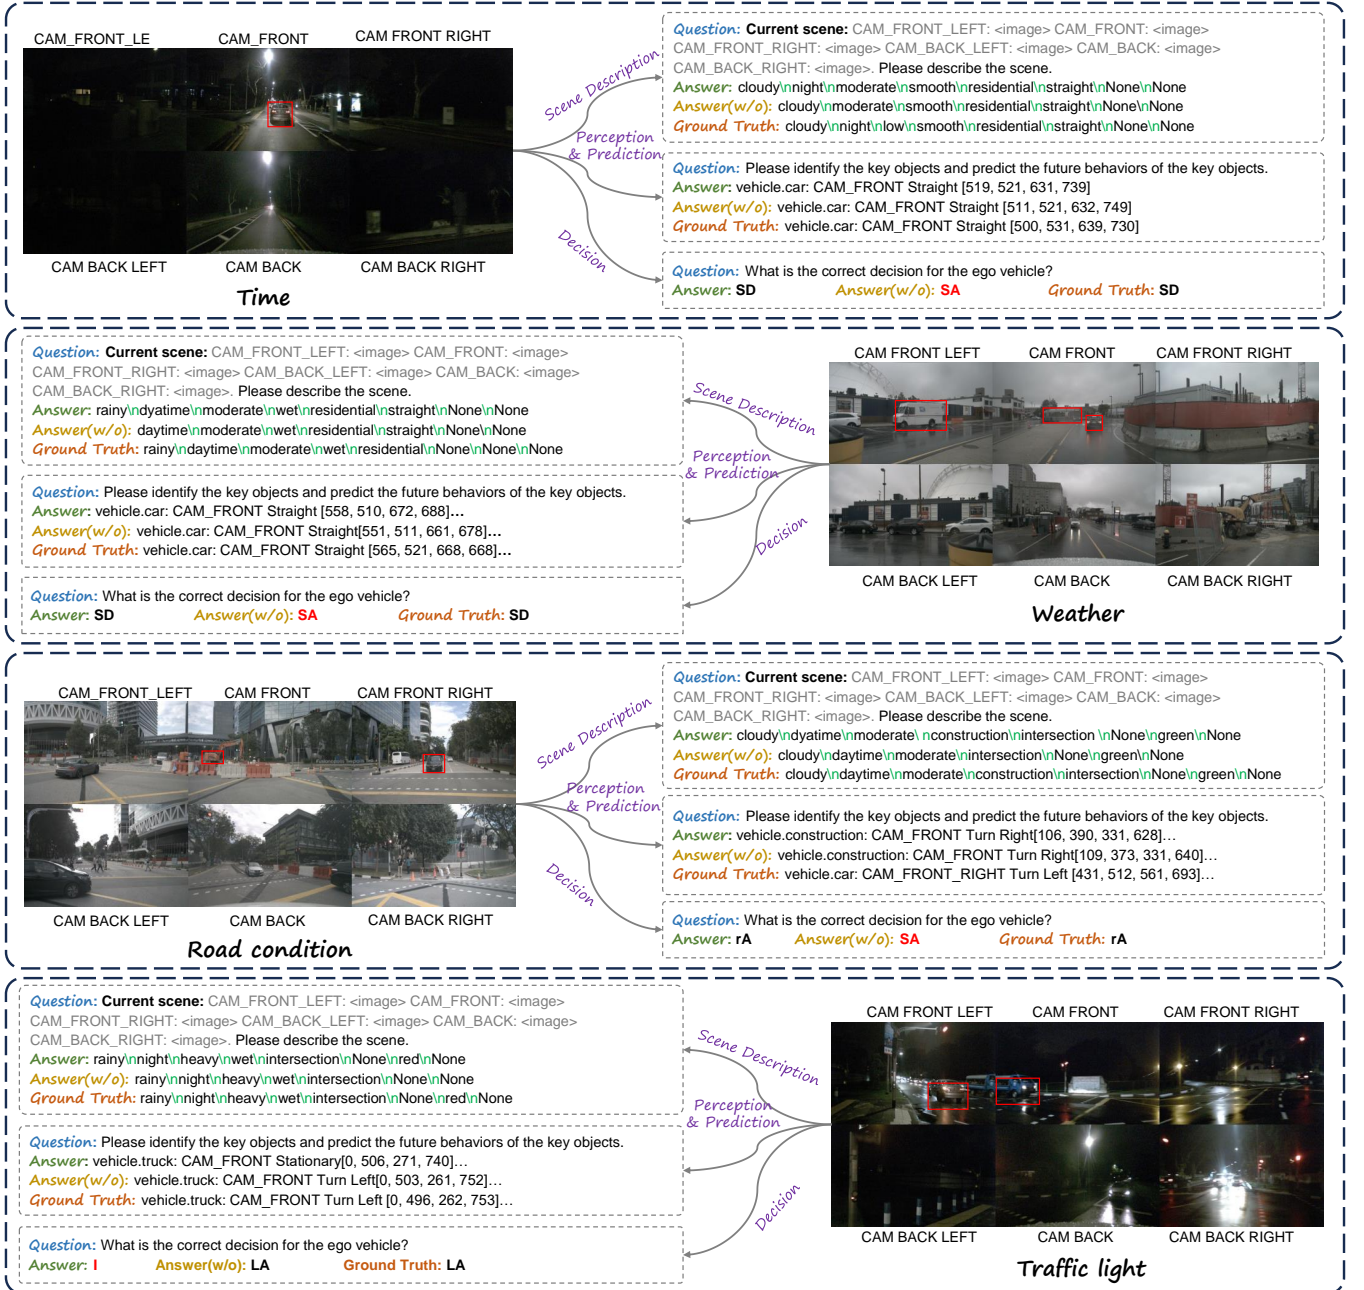 CAM_FRONT_LE
CAM_FRONT
CAM FRONT RIGHT
CAM BACK LEFT
CAM BACK
CAM BACK RIGHT
Time
Scene Description
Perception
& Prediction
Decision
Question: Current scene: CAM_FRONT_LEFT: <image> CAM_FRONT: <image>
CAM_FRONT_RIGHT: <image> CAM_BACK_LEFT: <image> CAM_BACK: <image>
CAM_BACK_RIGHT: <image>. Please describe the scene.
Answer: cloudy\nnight\nmoderate\nsmooth\nresidential\nstraight\nNone\nNone
Answer(w/o): cloudy\nmoderate\nsmooth\nresidential\nstraight\nNone\nNone
Ground Truth: cloudy\nnight\nlow\nsmooth\nresidential\nstraight\nNone\nNone
Question: Please identify the key objects and predict the future behaviors of the key objects.
Answer: vehicle.car: CAM_FRONT Straight [519, 521, 631, 739]
Answer(w/o): vehicle.car: CAM_FRONT Straight [511, 521, 632, 749]
Ground Truth: vehicle.car: CAM_FRONT Straight [500, 531, 639, 730]
Question: What is the correct decision for the ego vehicle?
Answer: SD Answer(w/o): SA Ground Truth: SD
Question: Current scene: CAM_FRONT_LEFT: <image> CAM_FRONT: <image>
CAM_FRONT_RIGHT: <image> CAM_BACK_LEFT: <image> CAM_BACK: <image>
CAM_BACK_RIGHT: <image>. Please describe the scene.
Answer: rainy\ndyatime\nmoderate\nwet\nresidential\nstraight\nNone\nNone
Answer(w/o): daytime\nmoderate\nwet\nresidential\nstraight\nNone\nNone
Ground Truth: rainy\ndaytime\nmoderate\nwet\nresidential\nNone\nNone\nNone
Question: Please identify the key objects and predict the future behaviors of the key objects.
Answer: vehicle.car: CAM_FRONT Straight [558, 510, 672, 688]...
Answer(w/o): vehicle.car: CAM_FRONT Straight[551, 511, 661, 678]...
Ground Truth: vehicle.car: CAM_FRONT Straight [565, 521, 668, 668]...
Question: What is the correct decision for the ego vehicle?
Answer: SD Answer(w/o): SA Ground Truth: SD
Scene Description
Perception
& Prediction
Decision
CAM FRONT LEFT
CAM FRONT
CAM FRONT RIGHT
CAM BACK LEFT
CAM BACK
CAM BACK RIGHT
Weather
CAM_FRONT_LEFT
CAM FRONT
CAM FRONT RIGHT
CAM BACK LEFT
CAM BACK
CAM BACK RIGHT
Road condition
Scene Description
Perception
& Prediction
Decision
Question: Current scene: CAM_FRONT_LEFT: <image> CAM_FRONT: <image>
CAM_FRONT_RIGHT: <image> CAM_BACK_LEFT: <image> CAM_BACK: <image>
CAM_BACK_RIGHT: <image>. Please describe the scene.
Answer: cloudy\ndyatime\nmoderate\ \nconstruction\nintersection \nNone\ngreen\nNone
Answer(w/o): cloudy\ndaytime\nmoderate\nintersection\nNone\ngreen\nNone
Ground Truth: cloudy\ndaytime\nmoderate\nconstruction\nintersection\nNone\ngreen\nNone
Question: Please identify the key objects and predict the future behaviors of the key objects.
Answer: vehicle.construction: CAM_FRONT Turn Right[106, 390, 331, 628]...
Answer(w/o): vehicle.construction: CAM_FRONT Turn Right[109, 373, 331, 640]...
Ground Truth: vehicle.car: CAM_FRONT_RIGHT Turn Left [431, 512, 561, 693]...
Question: What is the correct decision for the ego vehicle?
Answer: rA Answer(w/o): SA Ground Truth: rA
Question: Current scene: CAM_FRONT_LEFT: <image> CAM_FRONT: <image>
CAM_FRONT_RIGHT: <image> CAM_BACK_LEFT: <image> CAM_BACK: <image>
CAM_BACK_RIGHT: <image>. Please describe the scene.
Answer: rainy\nnight\nheavy\nwet\nintersection\nNone\nred\nNone
Answer(w/o): rainy\nnight\nheavy\nwet\nintersection\nNone\nNone
Ground Truth: rainy\nnight\nheavy\nwet\nintersection\nNone\nred\nNone
Question: Please identify the key objects and predict the future behaviors of the key objects.
Answer: vehicle.truck: CAM_FRONT Stationary[0, 506, 271, 740]...
Answer(w/o): vehicle.truck: CAM_FRONT Turn Left[0, 503, 261, 752]...
Ground Truth: vehicle.truck: CAM_FRONT Turn Left [0, 496, 262, 753]...
Question: What is the correct decision for the ego vehicle?
Answer: I Answer(w/o): LA Ground Truth: LA
Scene Description
Perception
& Prediction
Decision
CAM FRONT LEFT
CAM FRONT
CAM FRONT RIGHT
CAM BACK LEFT
CAM BACK
CAM BACK RIGHT
Traffic light